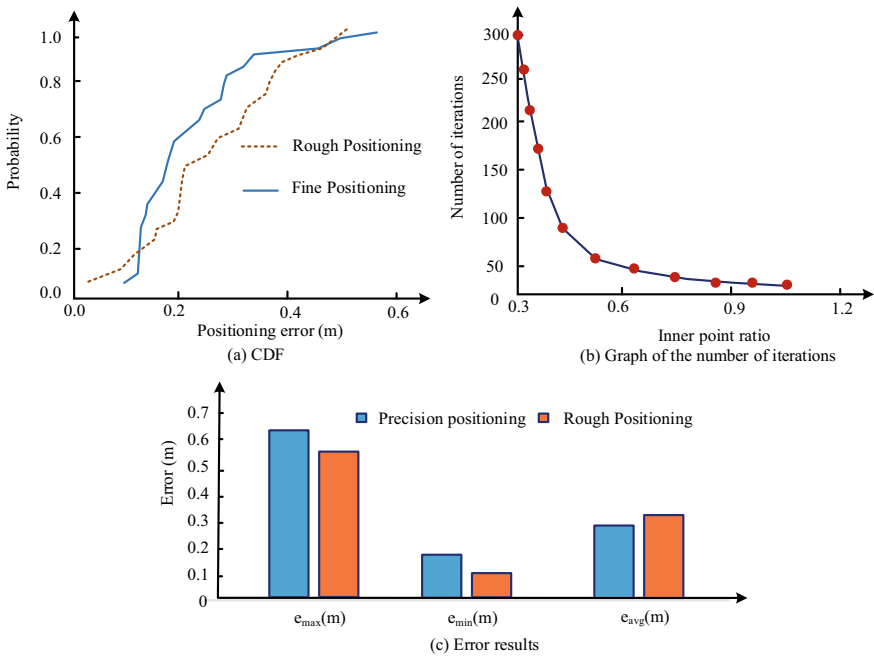 Probability
1.0
0.8
0.6
0.4
0.2
0.0
0.0 0.2 0.4 0.6
Rough Positioning
Fine Positioning
Positioning error (m)
(a) CDF
Number of iterations
300
250
200
150
100
50
0
0.3 0.6 0.9 1.2
Inner point ratio
(b) Graph of the number of iterations
Error (m)
0.7
0.6
0.5
0.4
0.3
0.2
0.1
0
Precision positioning Rough Positioning
emax(m) emin(m) eavg(m)
(c) Error results